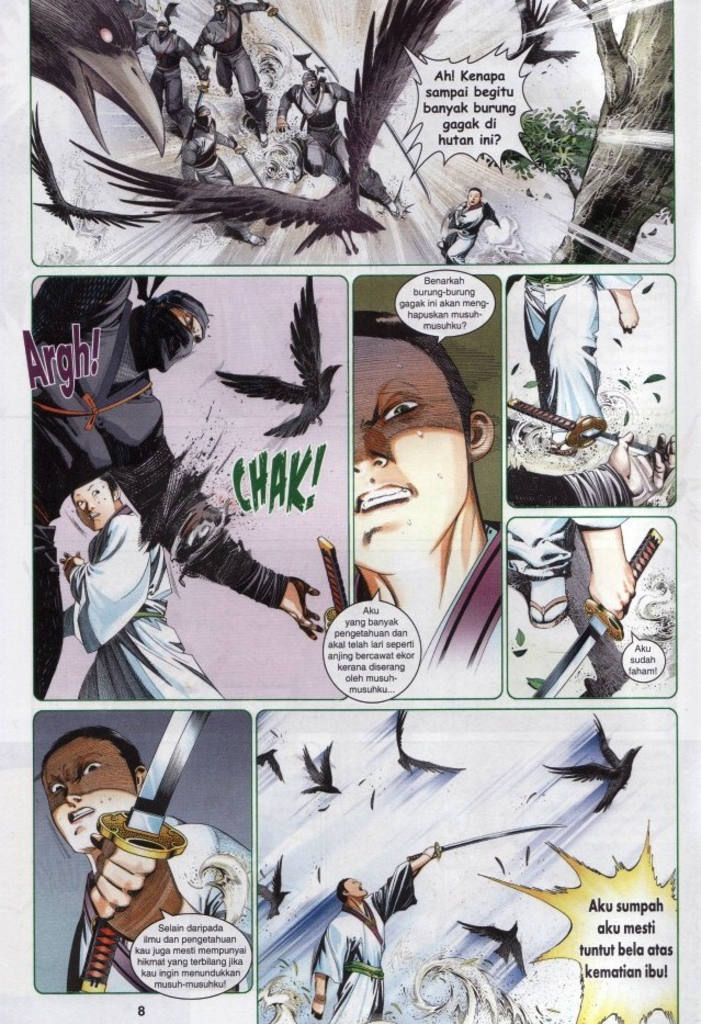 Ah! Kenapa
sampai begitu
banyak burung
gagak di
hutan ini?
Argh!
CHAK!
Benarkah
burung-burung
gagak ini akan meng-
hapuskan musuh-
musuhku?
Aku
yang banyak
pengetahuan dan
akal telah lari seperti
anjing bercawat ekor
kerana diserang
oleh musuh-
musuhku...
Aku
sudah
faham!
Selain daripada
ilmu dan pengetahuan
kau juga mesti mempunyai
hikmat yang terbilang jika
kau ingin menundukkan
musuh-musuhmu!
Aku sumpah
aku mesti
tuntut bela atas
kematian ibu!
8